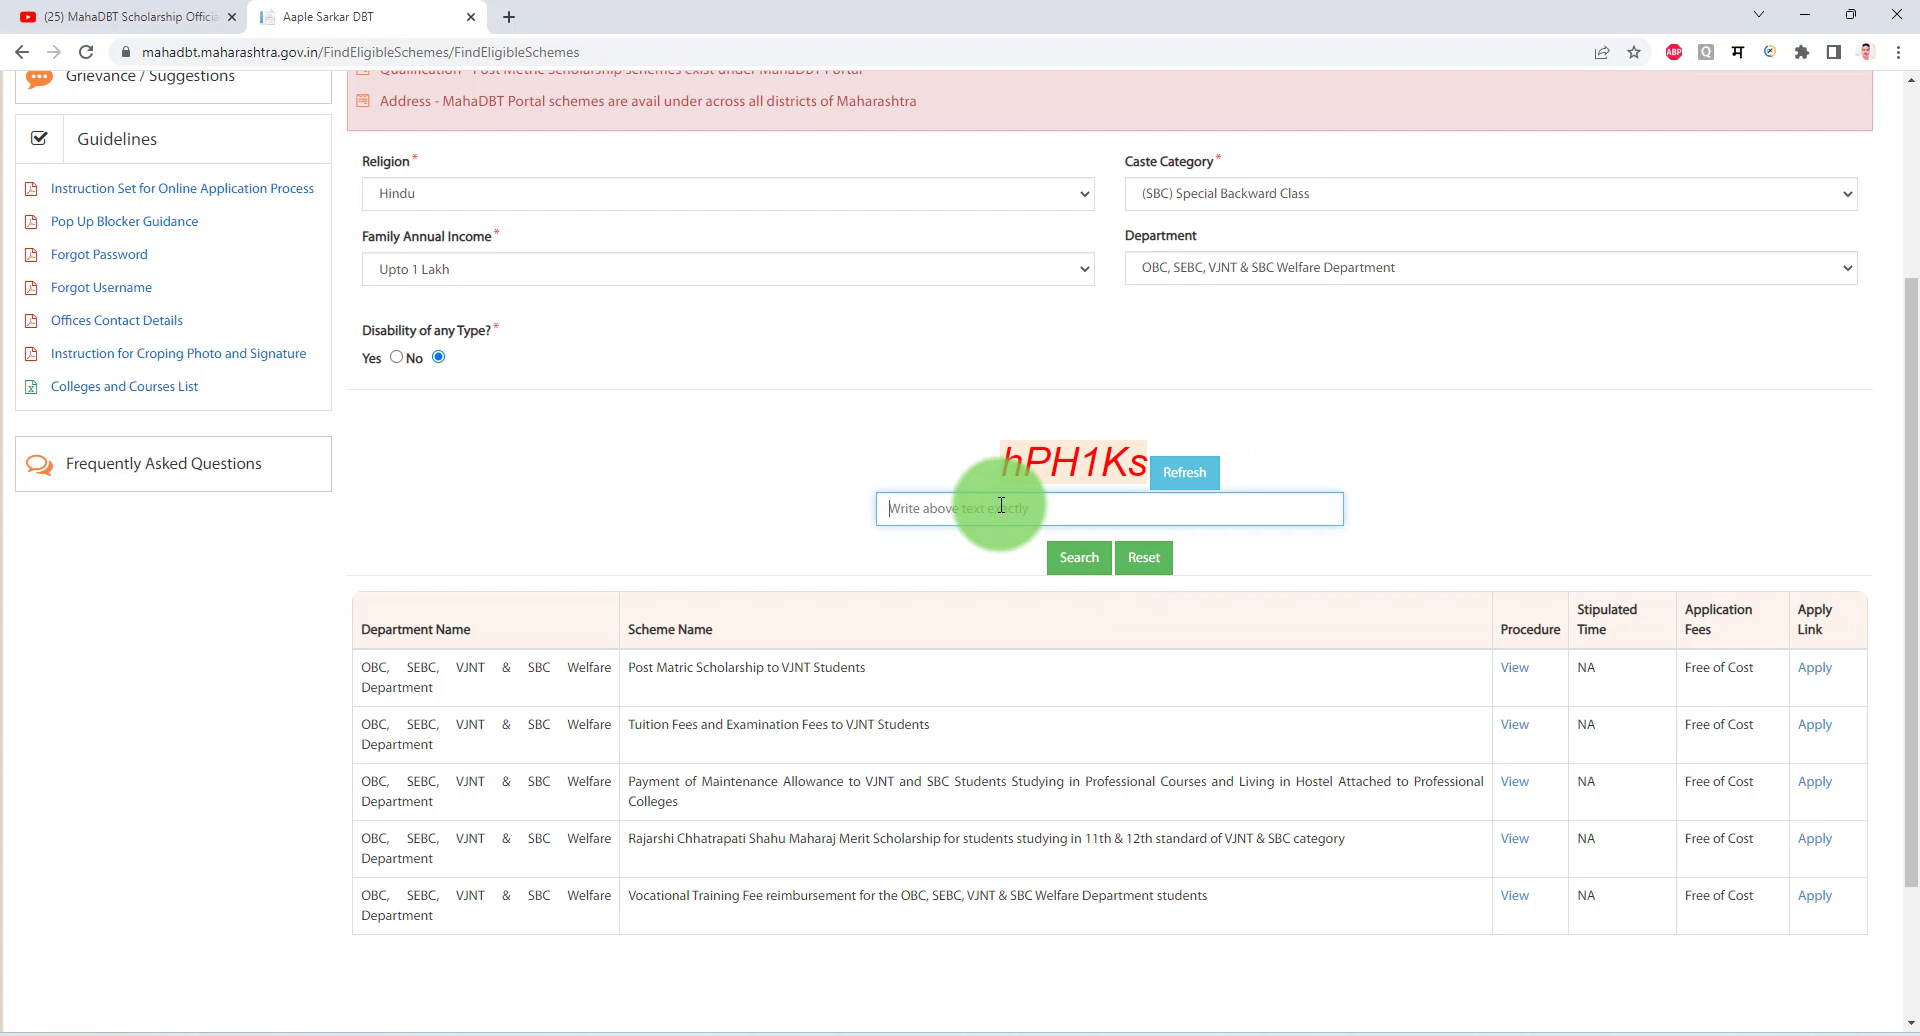 (25) MahaDBT Scholarship Officia
Aaple Sarkar DBT
mahadbt.maharashtra.gov.in/FindEligibleSchemes/FindEligibleSchemes
ABP
Q
म
Grievance / Suggestions
Qualification - Post Metric Scholarship schemes exist under MahaDBT Portal
Address - MahaDBT Portal schemes are avail under across all districts of Maharashtra
Guidelines
Instruction Set for Online Application Process
Pop Up Blocker Guidance
Forgot Password
Forgot Username
Offices Contact Details
Instruction for Croping Photo and Signature
Colleges and Courses List
Frequently Asked Questions
Religion *
Caste Category *
Hindu
(SBC) Special Backward Class
Family Annual Income *
Department
Upto 1 Lakh
OBC, SEBC, VJNT & SBC Welfare Department
Disability of any Type? *
Yes No
hPH1Ks
Refresh
Write above text exactly
Search Reset
Department Name Scheme Name Procedure Stipulated Time Application Fees Apply Link
OBC, SEBC, VJNT & SBC Welfare Department Post Matric Scholarship to VJNT Students View NA Free of Cost Apply
OBC, SEBC, VJNT & SBC Welfare Department Tuition Fees and Examination Fees to VJNT Students View NA Free of Cost Apply
OBC, SEBC, VJNT & SBC Welfare Department Payment of Maintenance Allowance to VJNT and SBC Students Studying in Professional Courses and Living in Hostel Attached to Professional Colleges View NA Free of Cost Apply
OBC, SEBC, VJNT & SBC Welfare Department Rajarshi Chhatrapati Shahu Maharaj Merit Scholarship for students studying in 11th & 12th standard of VJNT & SBC category View NA Free of Cost Apply
OBC, SEBC, VJNT & SBC Welfare Department Vocational Training Fee reimbursement for the OBC, SEBC, VJNT & SBC Welfare Department students View NA Free of Cost Apply